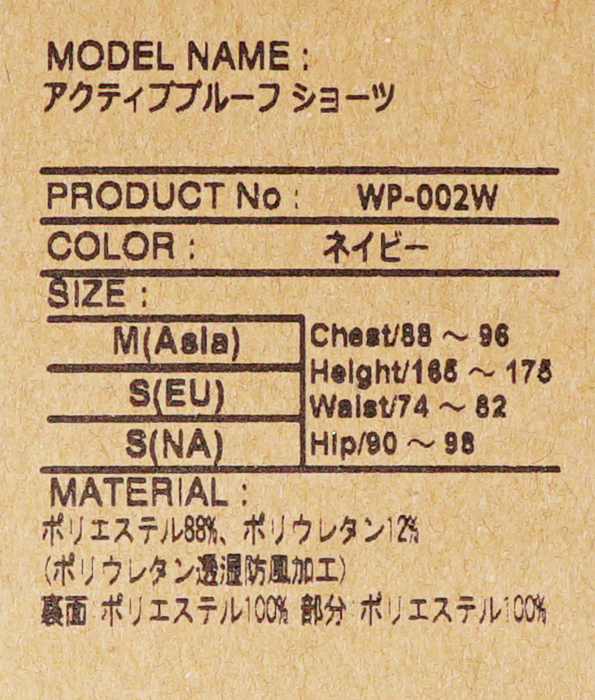 MODEL NAME :
アクティブプルーフ ショーツ
PRODUCT No : WP-002W
COLOR : ネイビー
SIZE :
M(Asia)
S(EU)
S(NA)
Chest/88 ～ 96
Height/165 ～ 175
Waist/74 ～ 82
Hip/90 ～ 98
MATERIAL :
ポリエステル88%、ポリウレタン12%
(ポリウレタン透湿防風加工)
裏面 ポリエステル100% 部分 ポリエステル100%